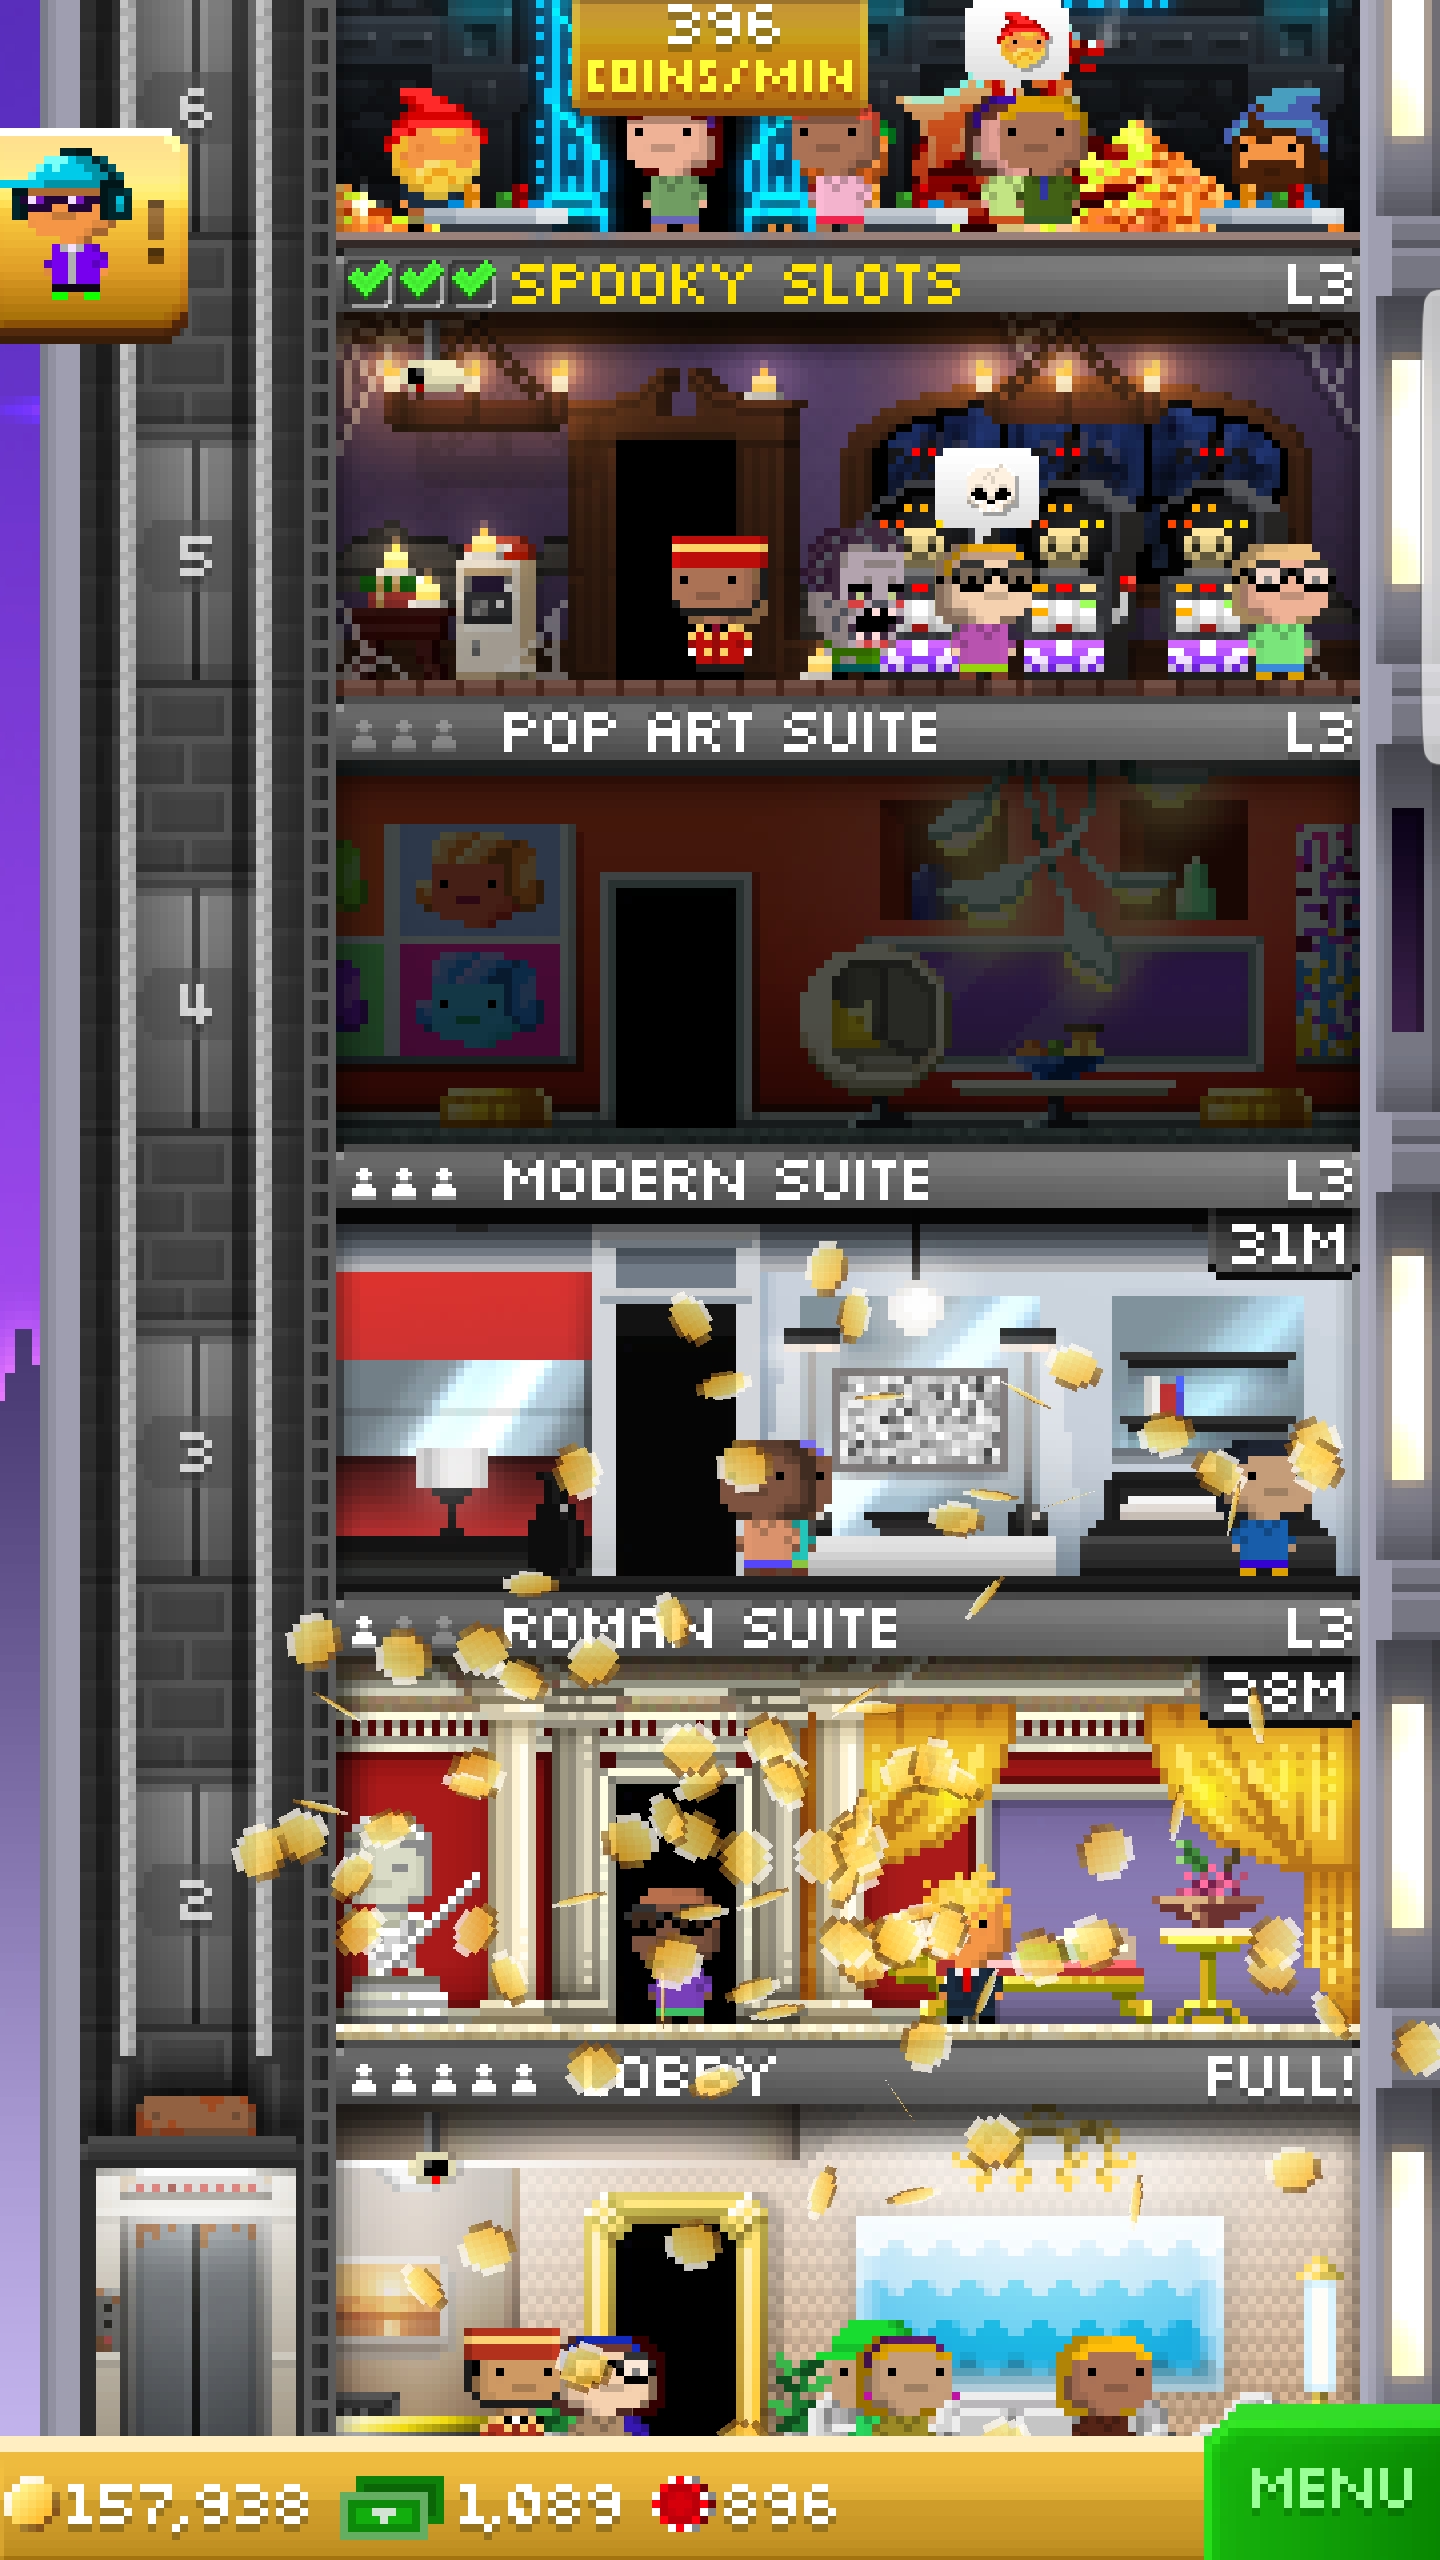 396
COINS/MIN
6
!
SPOOKY SLOTS L3
5
POP ART SUITE L3
4
MODERN SUITE L3
31M
3
ROMAN SUITE L3
38M
2
LOBBY FULL!
157,938 1,089 896 MENU